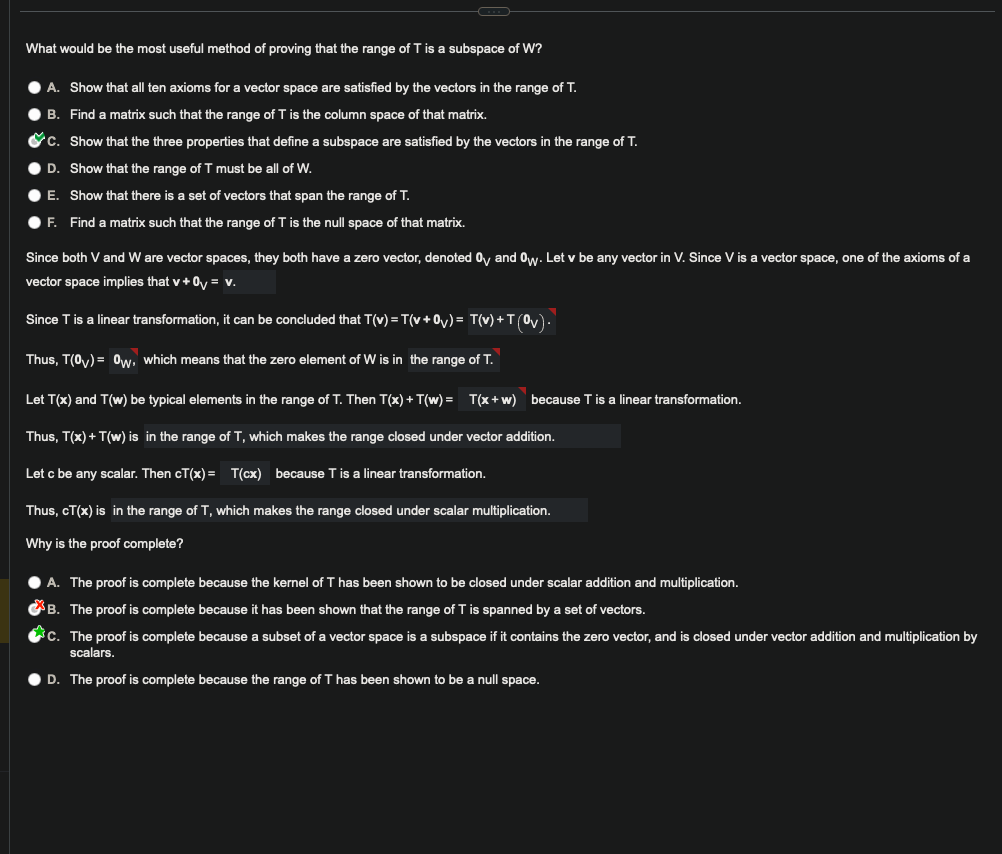 What would be the most useful method of proving that the range of T is a subspace of W?
A. Show that all ten axioms for a vector space are satisfied by the vectors in the range of T.
B. Find a matrix such that the range of T is the column space of that matrix.
C. Show that the three properties that define a subspace are satisfied by the vectors in the range of T.
D. Show that the range of T must be all of W.
E. Show that there is a set of vectors that span the range of T.
F. Find a matrix such that the range of T is the null space of that matrix.
Since both V and W are vector spaces, they both have a zero vector, denoted 0V and 0W. Let v be any vector in V. Since V is a vector space, one of the axioms of a
vector space implies that v + 0V = v.
Since T is a linear transformation, it can be concluded that T(v) = T(v + 0V) = T(v) + T(0V).
Thus, T(0V) = 0W, which means that the zero element of W is in the range of T.
Let T(x) and T(w) be typical elements in the range of T. Then T(x) + T(w) = T(x + w) because T is a linear transformation.
Thus, T(x) + T(w) is in the range of T, which makes the range closed under vector addition.
Let c be any scalar. Then cT(x) = T(cx) because T is a linear transformation.
Thus, cT(x) is in the range of T, which makes the range closed under scalar multiplication.
Why is the proof complete?
A. The proof is complete because the kernel of T has been shown to be closed under scalar addition and multiplication.
B. The proof is complete because it has been shown that the range of T is spanned by a set of vectors.
C. The proof is complete because a subset of a vector space is a subspace if it contains the zero vector, and is closed under vector addition and multiplication by
scalars.
D. The proof is complete because the range of T has been shown to be a null space.